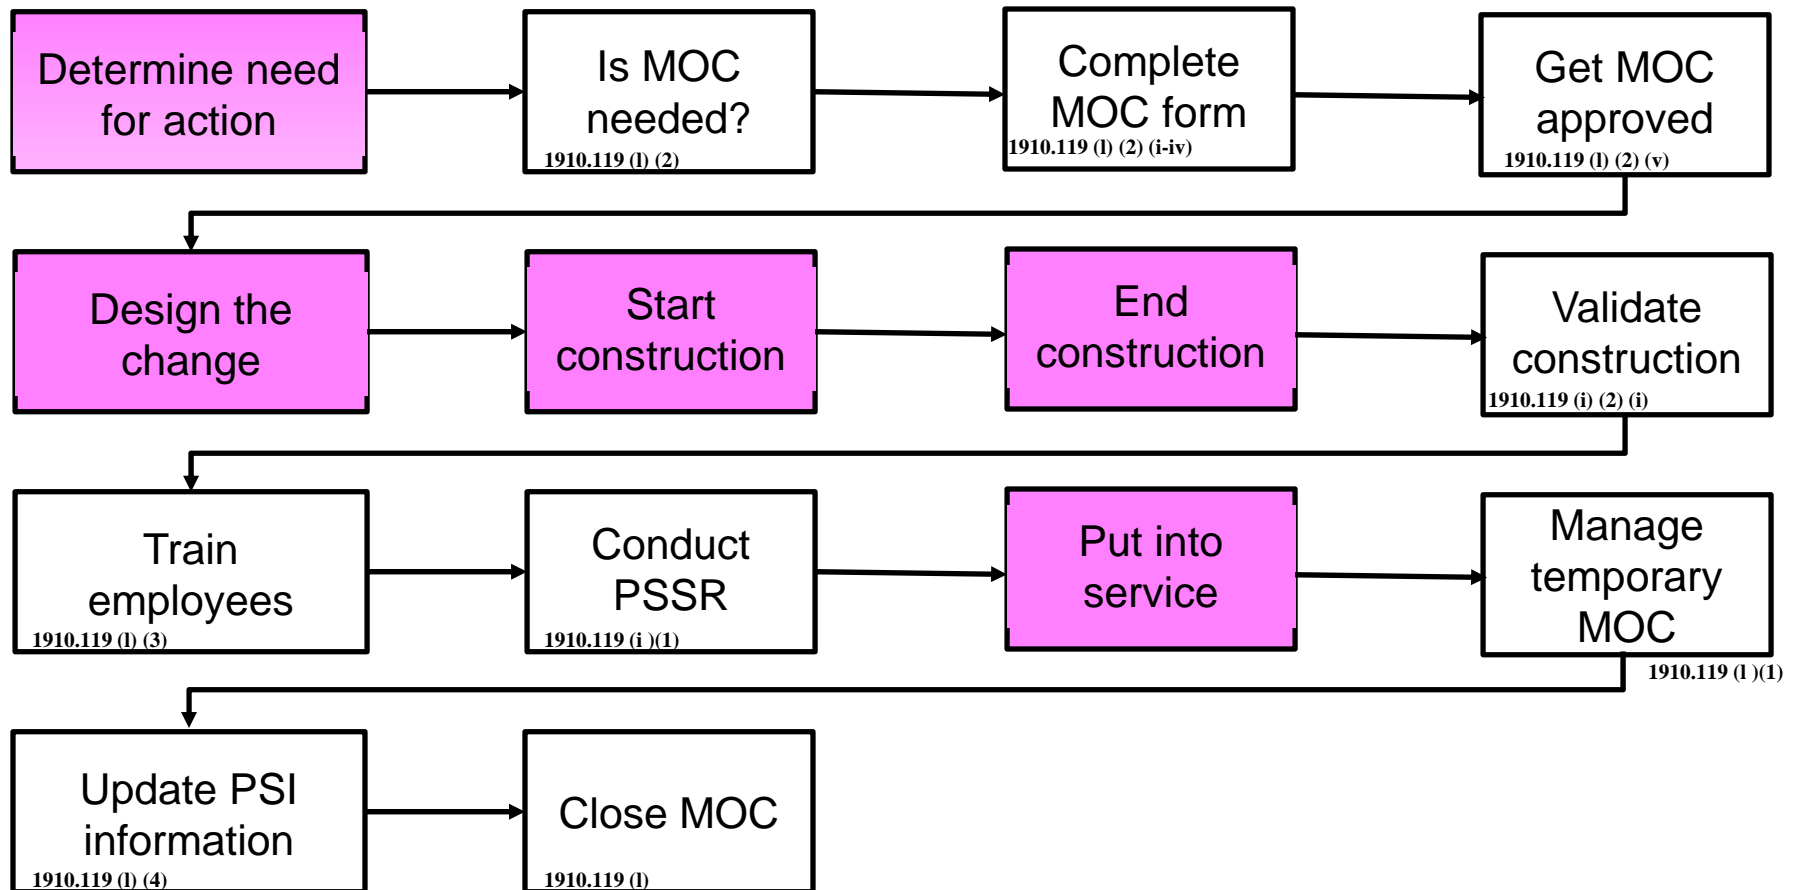 Determine need
for action
Is MOC
needed?
1910.119 (l) (2)
Complete
MOC form
1910.119 (l) (2) (i-iv)
Get MOC
approved
1910.119 (l) (2) (v)
Design the
change
Start
construction
End
construction
Validate
construction
1910.119 (i) (2) (i)
Train
employees
1910.119 (l) (3)
Conduct
PSSR
1910.119 (i )(1)
Put into
service
Manage
temporary
MOC
1910.119 (l )(1)
Update PSI
information
1910.119 (l) (4)
Close MOC
1910.119 (l)